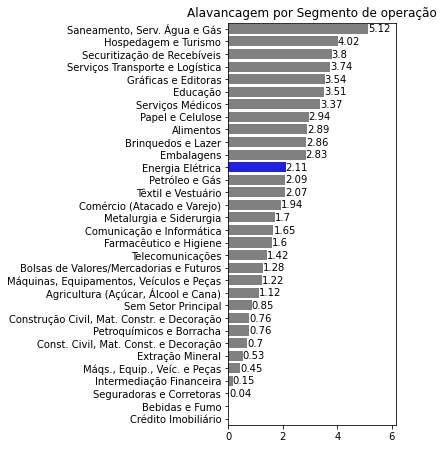 Alavancagem por Segmento de operação
Saneamento, Serv. Água e Gás 5.12
Hospedagem e Turismo 4.02
Securitização de Recebíveis 3.8
Serviços Transporte e Logística 3.74
Gráficas e Editoras 3.54
Educação 3.51
Serviços Médicos 3.37
Papel e Celulose 2.94
Alimentos 2.89
Brinquedos e Lazer 2.86
Embalagens 2.83
Energia Elétrica 2.11
Petróleo e Gás 2.09
Têxtil e Vestuário 2.07
Comércio (Atacado e Varejo) 1.94
Metalurgia e Siderurgia 1.7
Comunicação e Informática 1.65
Farmacêutico e Higiene 1.6
Telecomunicações 1.42
Bolsas de Valores/Mercadorias e Futuros 1.28
Máquinas, Equipamentos, Veículos e Peças 1.22
Agricultura (Açúcar, Álcool e Cana) 1.12
Sem Setor Principal 0.85
Construção Civil, Mat. Constr. e Decoração 0.76
Petroquímicos e Borracha 0.76
Const. Civil, Mat. Const. e Decoração 0.7
Extração Mineral 0.53
Máqs., Equip., Veíc. e Peças 0.45
Intermediação Financeira 0.15
Seguradoras e Corretoras 0.04
Bebidas e Fumo
Crédito Imobiliário
0 2 4 6